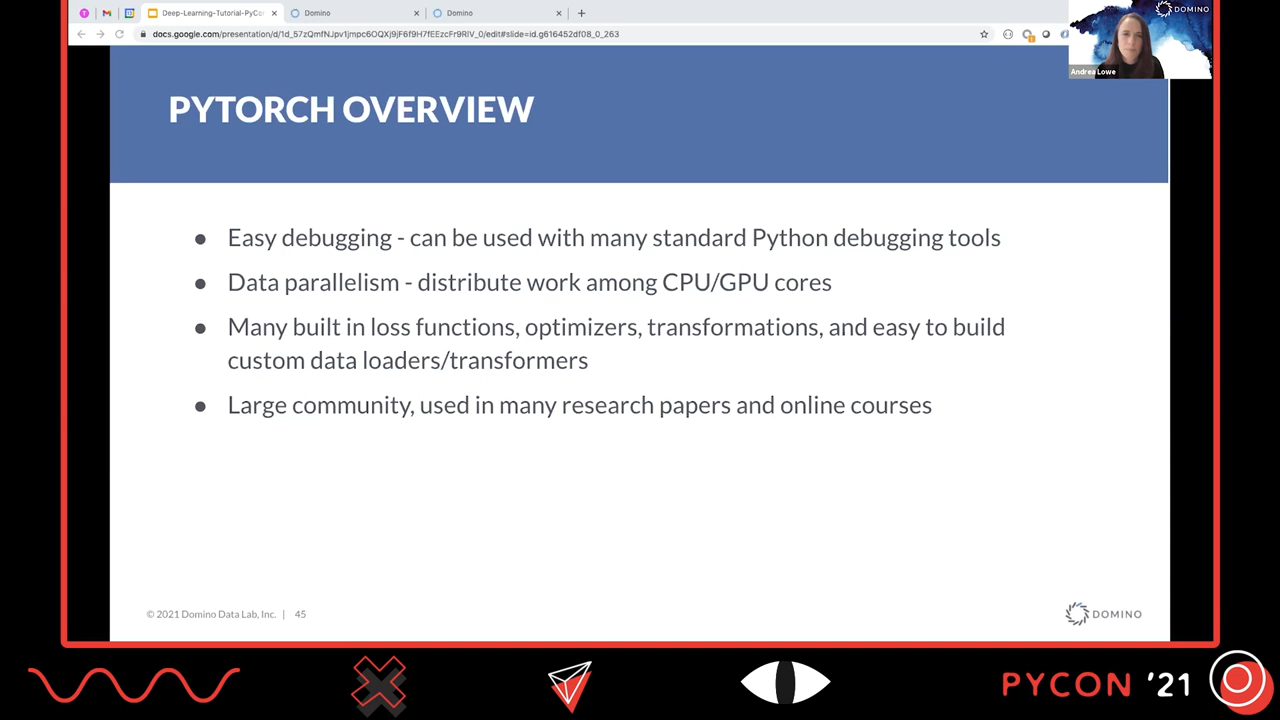 Deep-Learning-Tutorial-PyCo
Domino
Domino
docs.google.com/presentation/d/1d_57zQmfNJpv1jmpc6OQXj9jF6f9H7fEEzcFr9RlV_0/edit#slide=id.g616452df08_0_263
DOMINO
Andrea Lowe
PYTORCH OVERVIEW
● Easy debugging - can be used with many standard Python debugging tools
● Data parallelism - distribute work among CPU/GPU cores
● Many built in loss functions, optimizers, transformations, and easy to build
custom data loaders/transformers
● Large community, used in many research papers and online courses
© 2021 Domino Data Lab, Inc. | 45
DOMINO
PYCON '21